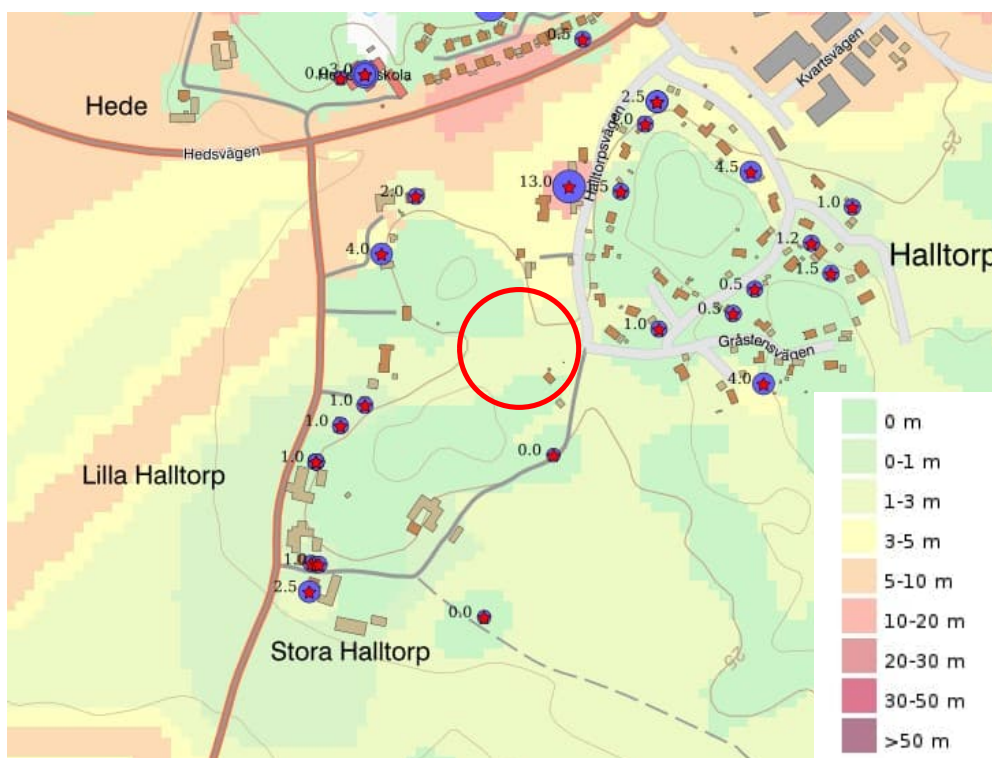 0.5
3.0
Hede
Hedsvägen
Kvartsvägen
2.5
Halltorpsvägen
4.5
13.0
2.0
1.0
1.2
4.0
Halltorp
1.5
0.5
0.5
1.0
Gråstensvägen
4.0
1.0
1.0
1.0
0.0
Lilla Halltorp
1.0
2.5
0.0
Stora Halltorp
25
0 m
0-1 m
1-3 m
3-5 m
5-10 m
10-20 m
20-30 m
30-50 m
>50 m